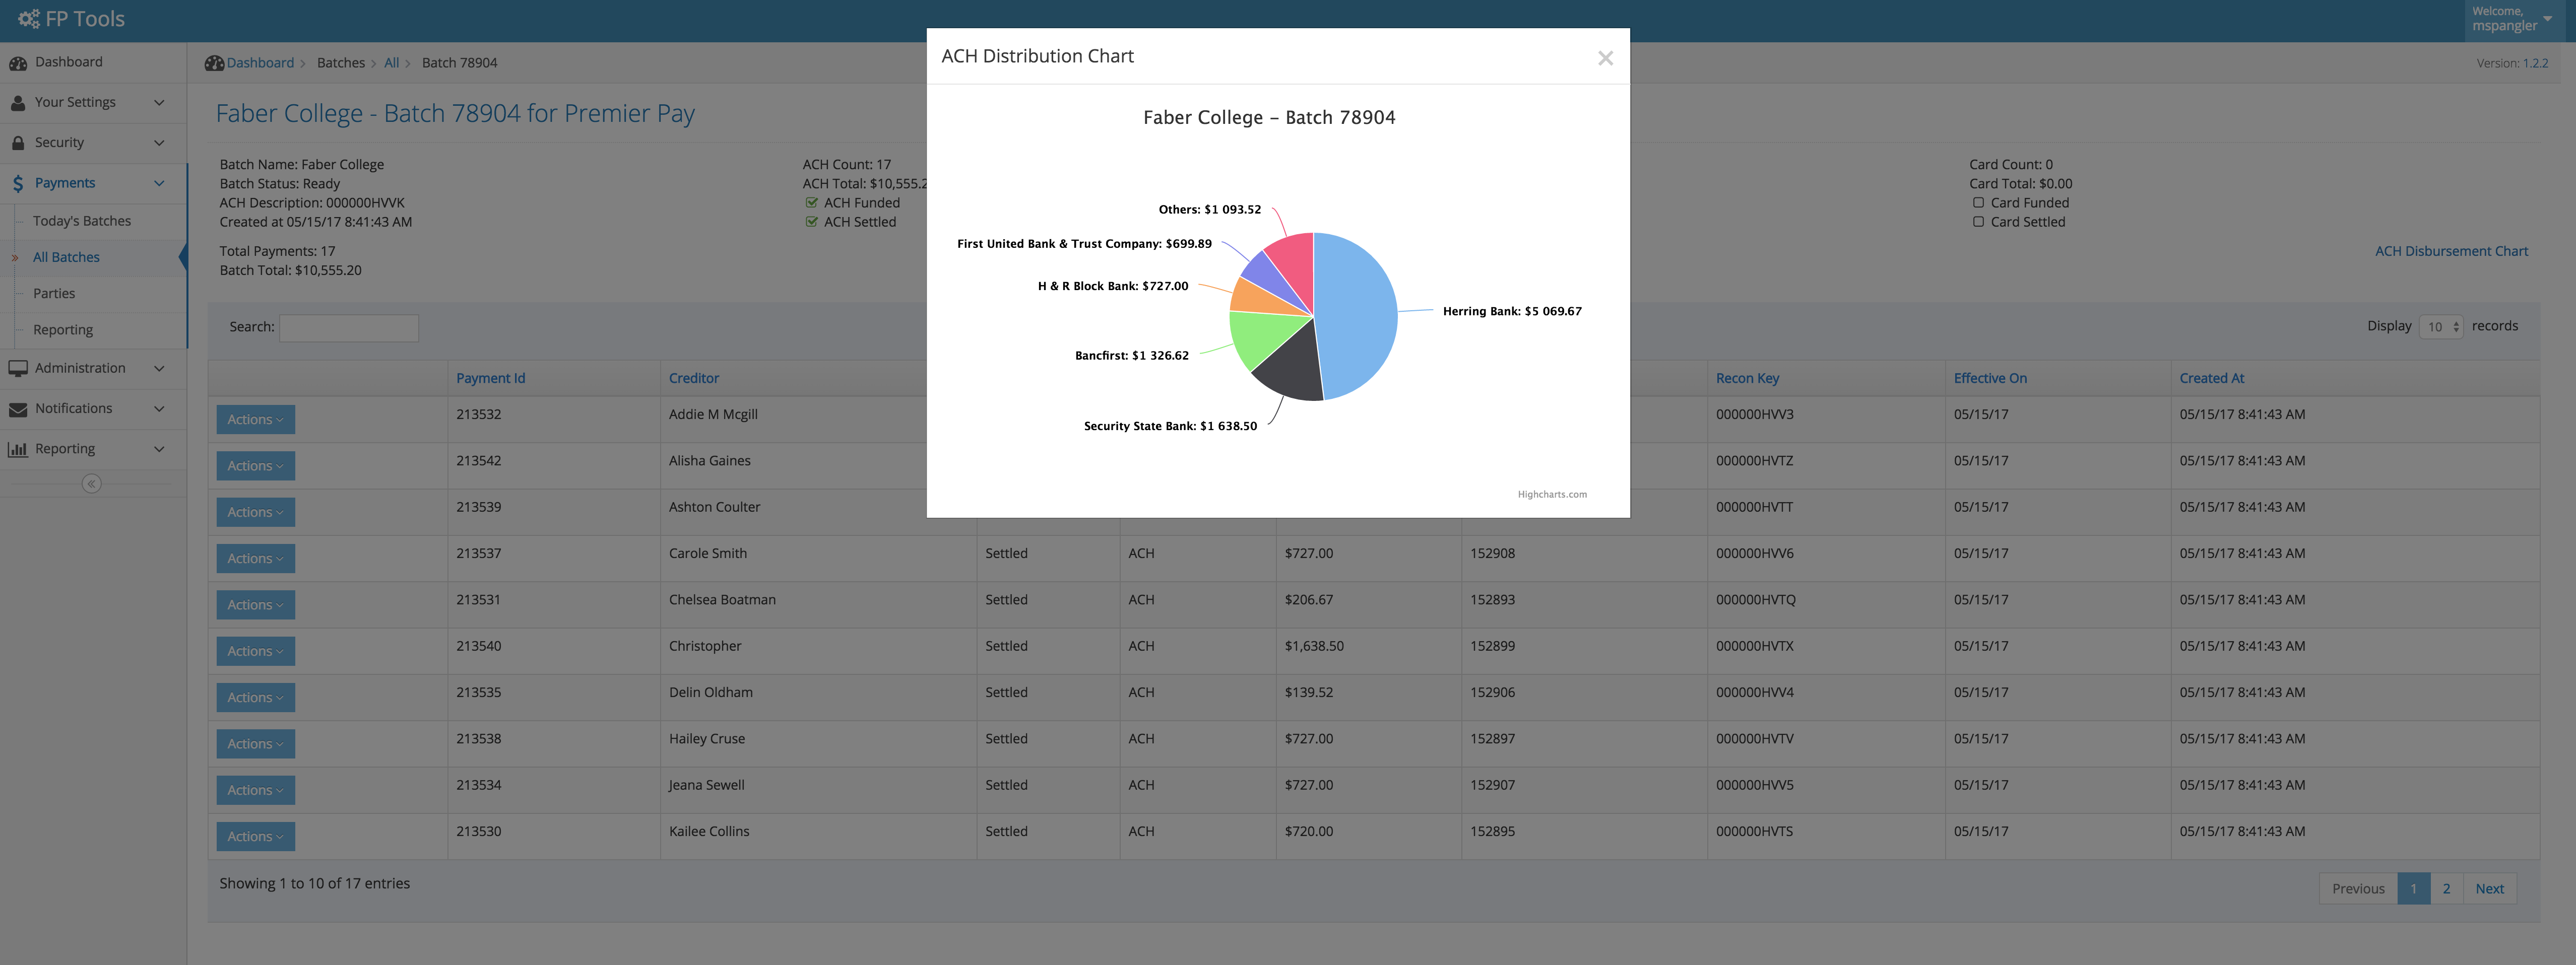 FP Tools
Welcome,
mspangler
Dashboard
Your Settings
Security
Payments
Today's Batches
All Batches
Parties
Reporting
Administration
Notifications
Reporting
Dashboard > Batches > All > Batch 78904
Version: 1.2.2
Faber College - Batch 78904 for Premier Pay
Batch Name: Faber College
Batch Status: Ready
ACH Description: 000000HVVK
Created at 05/15/17 8:41:43 AM
Total Payments: 17
Batch Total: $10,555.20
ACH Count: 17
ACH Total: $10,555.2
ACH Funded
ACH Settled
Card Count: 0
Card Total: $0.00
Card Funded
Card Settled
ACH Disbursement Chart
ACH Distribution Chart
Faber College – Batch 78904
Others: $1 093.52
First United Bank & Trust Company: $699.89
H & R Block Bank: $727.00
Herring Bank: $5 069.67
Bancfirst: $1 326.62
Security State Bank: $1 638.50
Highcharts.com
Search:
Display 10 records
Payment Id Creditor Recon Key Effective On Created At
Actions 213532 Addie M Mcgill 000000HVV3 05/15/17 05/15/17 8:41:43 AM
Actions 213542 Alisha Gaines 000000HVTZ 05/15/17 05/15/17 8:41:43 AM
Actions 213539 Ashton Coulter 000000HVTT 05/15/17 05/15/17 8:41:43 AM
Actions 213537 Carole Smith Settled ACH $727.00 152908 000000HVV6 05/15/17 05/15/17 8:41:43 AM
Actions 213531 Chelsea Boatman Settled ACH $206.67 152893 000000HVTQ 05/15/17 05/15/17 8:41:43 AM
Actions 213540 Christopher Settled ACH $1,638.50 152899 000000HVTX 05/15/17 05/15/17 8:41:43 AM
Actions 213535 Delin Oldham Settled ACH $139.52 152906 000000HVV4 05/15/17 05/15/17 8:41:43 AM
Actions 213538 Hailey Cruse Settled ACH $727.00 152897 000000HVTV 05/15/17 05/15/17 8:41:43 AM
Actions 213534 Jeana Sewell Settled ACH $727.00 152907 000000HVV5 05/15/17 05/15/17 8:41:43 AM
Actions 213530 Kailee Collins Settled ACH $720.00 152895 000000HVTS 05/15/17 05/15/17 8:41:43 AM
Showing 1 to 10 of 17 entries
Previous 1 2 Next